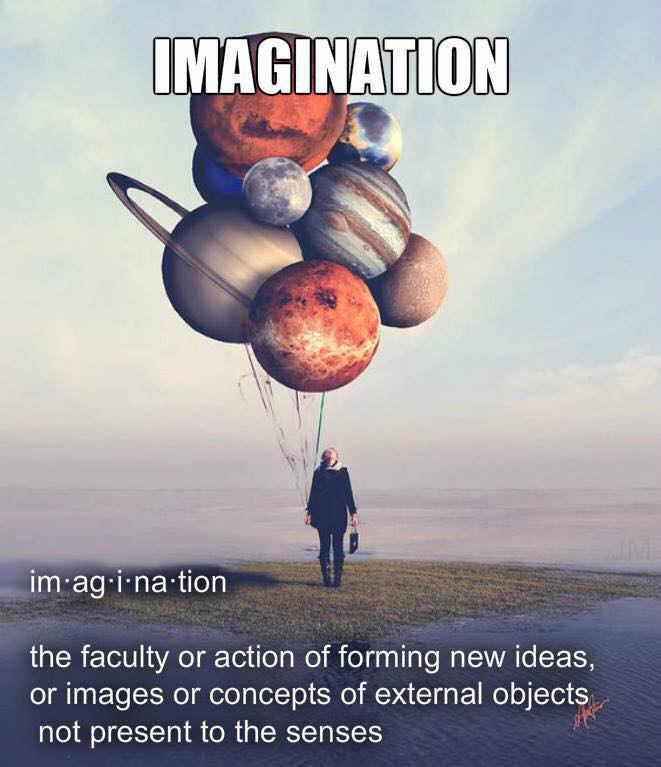 IMAGINATION
JM
im·ag·i·na·tion
the faculty or action of forming new ideas,
or images or concepts of external objects
not present to the senses